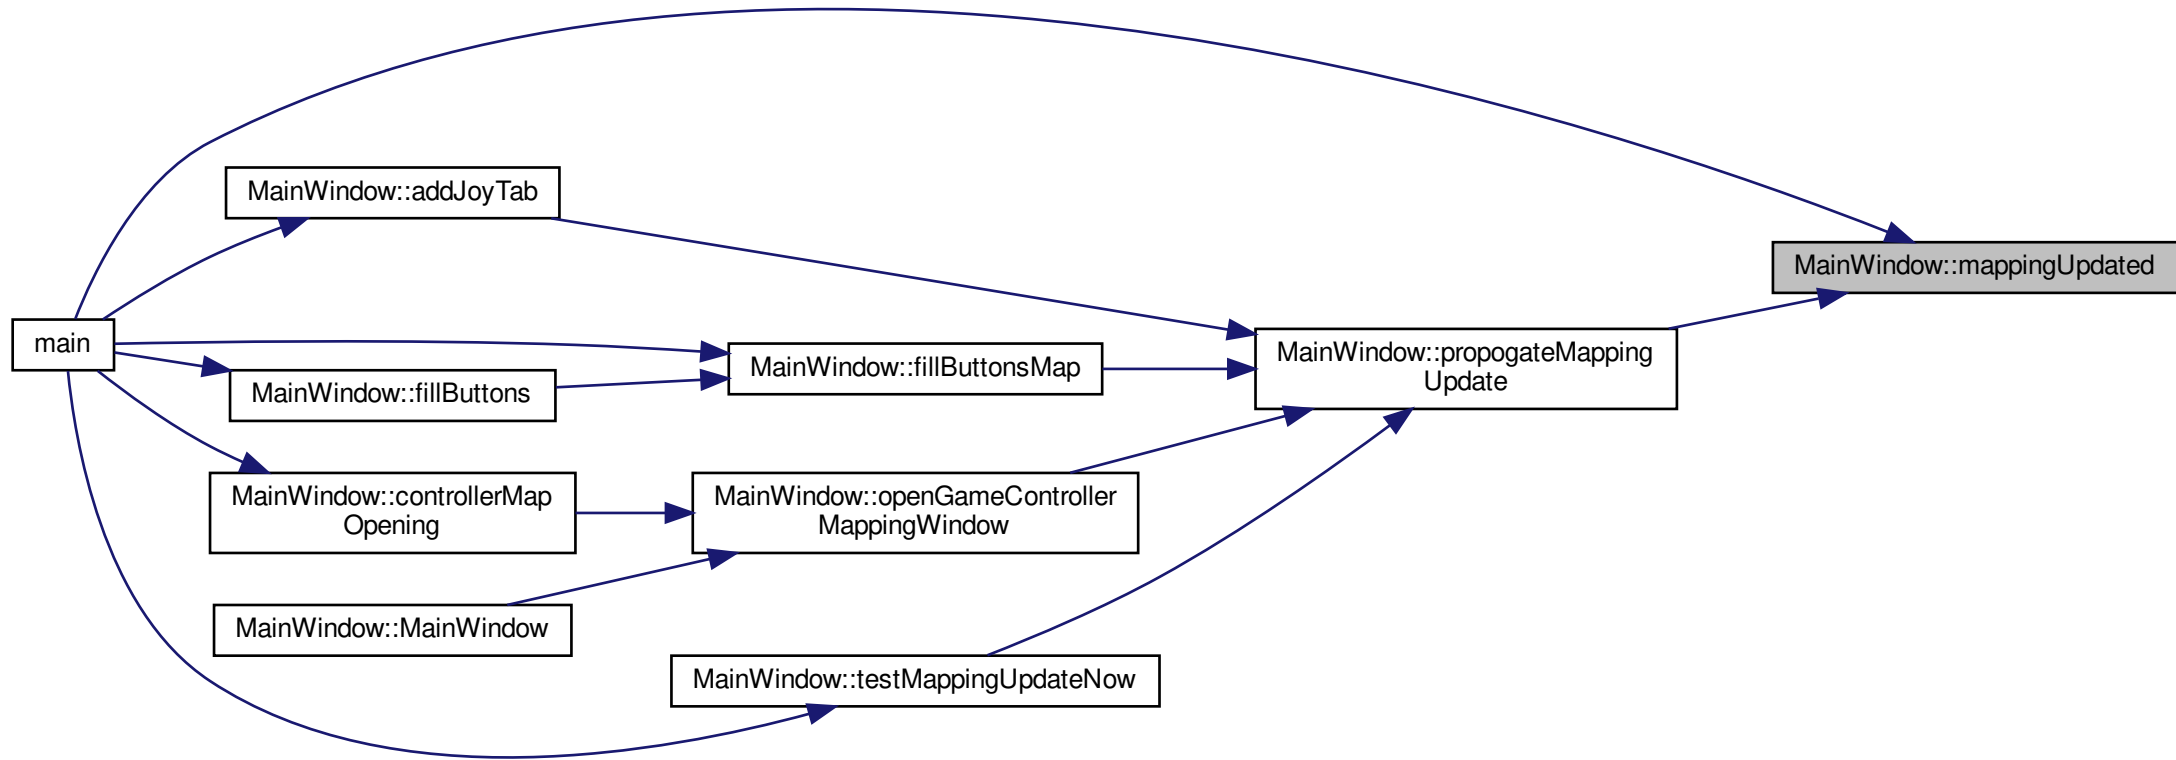 MainWindow::addJoyTab
MainWindow::mappingUpdated
main
MainWindow::propogateMapping
Update
MainWindow::fillButtonsMap
MainWindow::fillButtons
MainWindow::controllerMap
Opening
MainWindow::openGameController
MappingWindow
MainWindow::MainWindow
MainWindow::testMappingUpdateNow